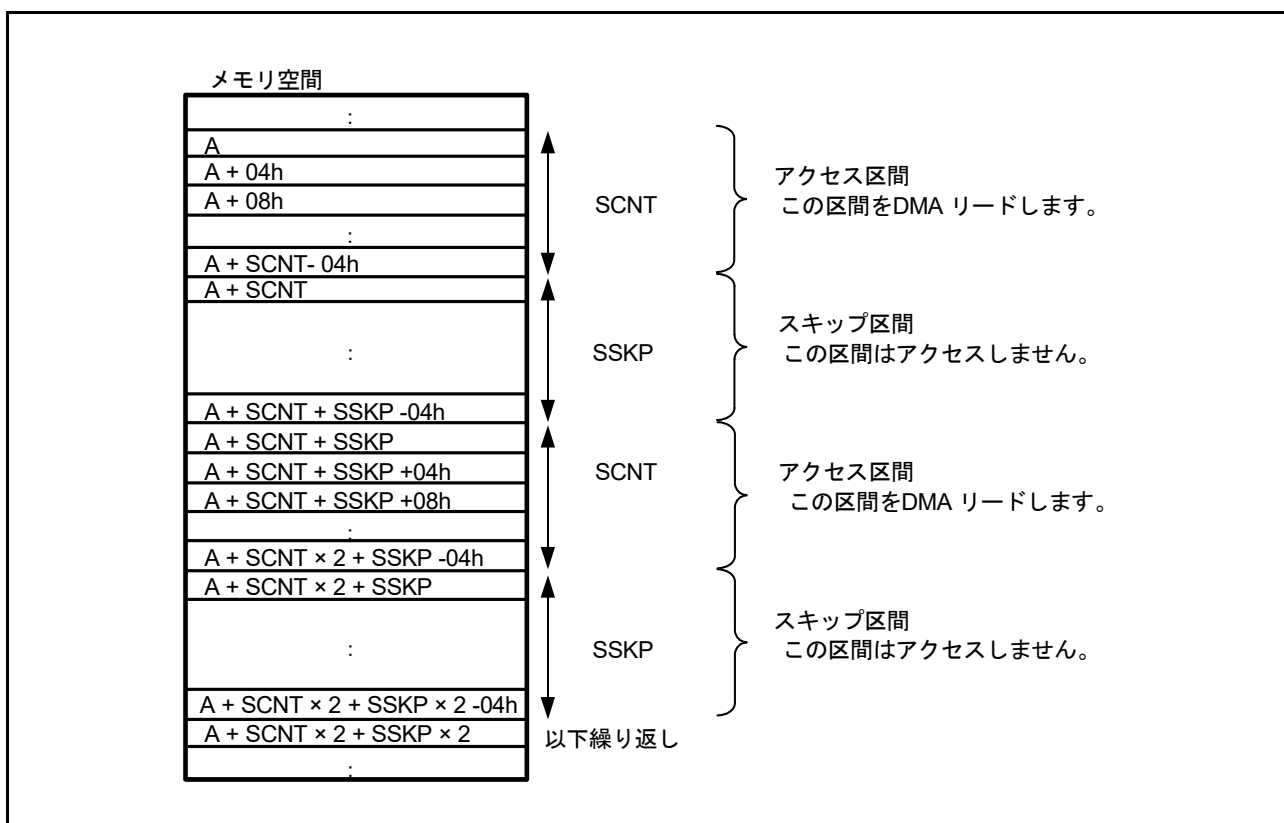 メモリ空間
:
A
A + 04h
A + 08h
:
A + SCNT- 04h
SCNT
アクセス区間
この区間をDMA リードします。
A + SCNT
:
A + SCNT + SSKP -04h
SSKP
スキップ区間
この区間はアクセスしません。
A + SCNT + SSKP
A + SCNT + SSKP +04h
A + SCNT + SSKP +08h
:
A + SCNT × 2 + SSKP -04h
SCNT
アクセス区間
この区間をDMA リードします。
A + SCNT × 2 + SSKP
:
A + SCNT × 2 + SSKP × 2 -04h
SSKP
スキップ区間
この区間はアクセスしません。
A + SCNT × 2 + SSKP × 2
以下繰り返し
: